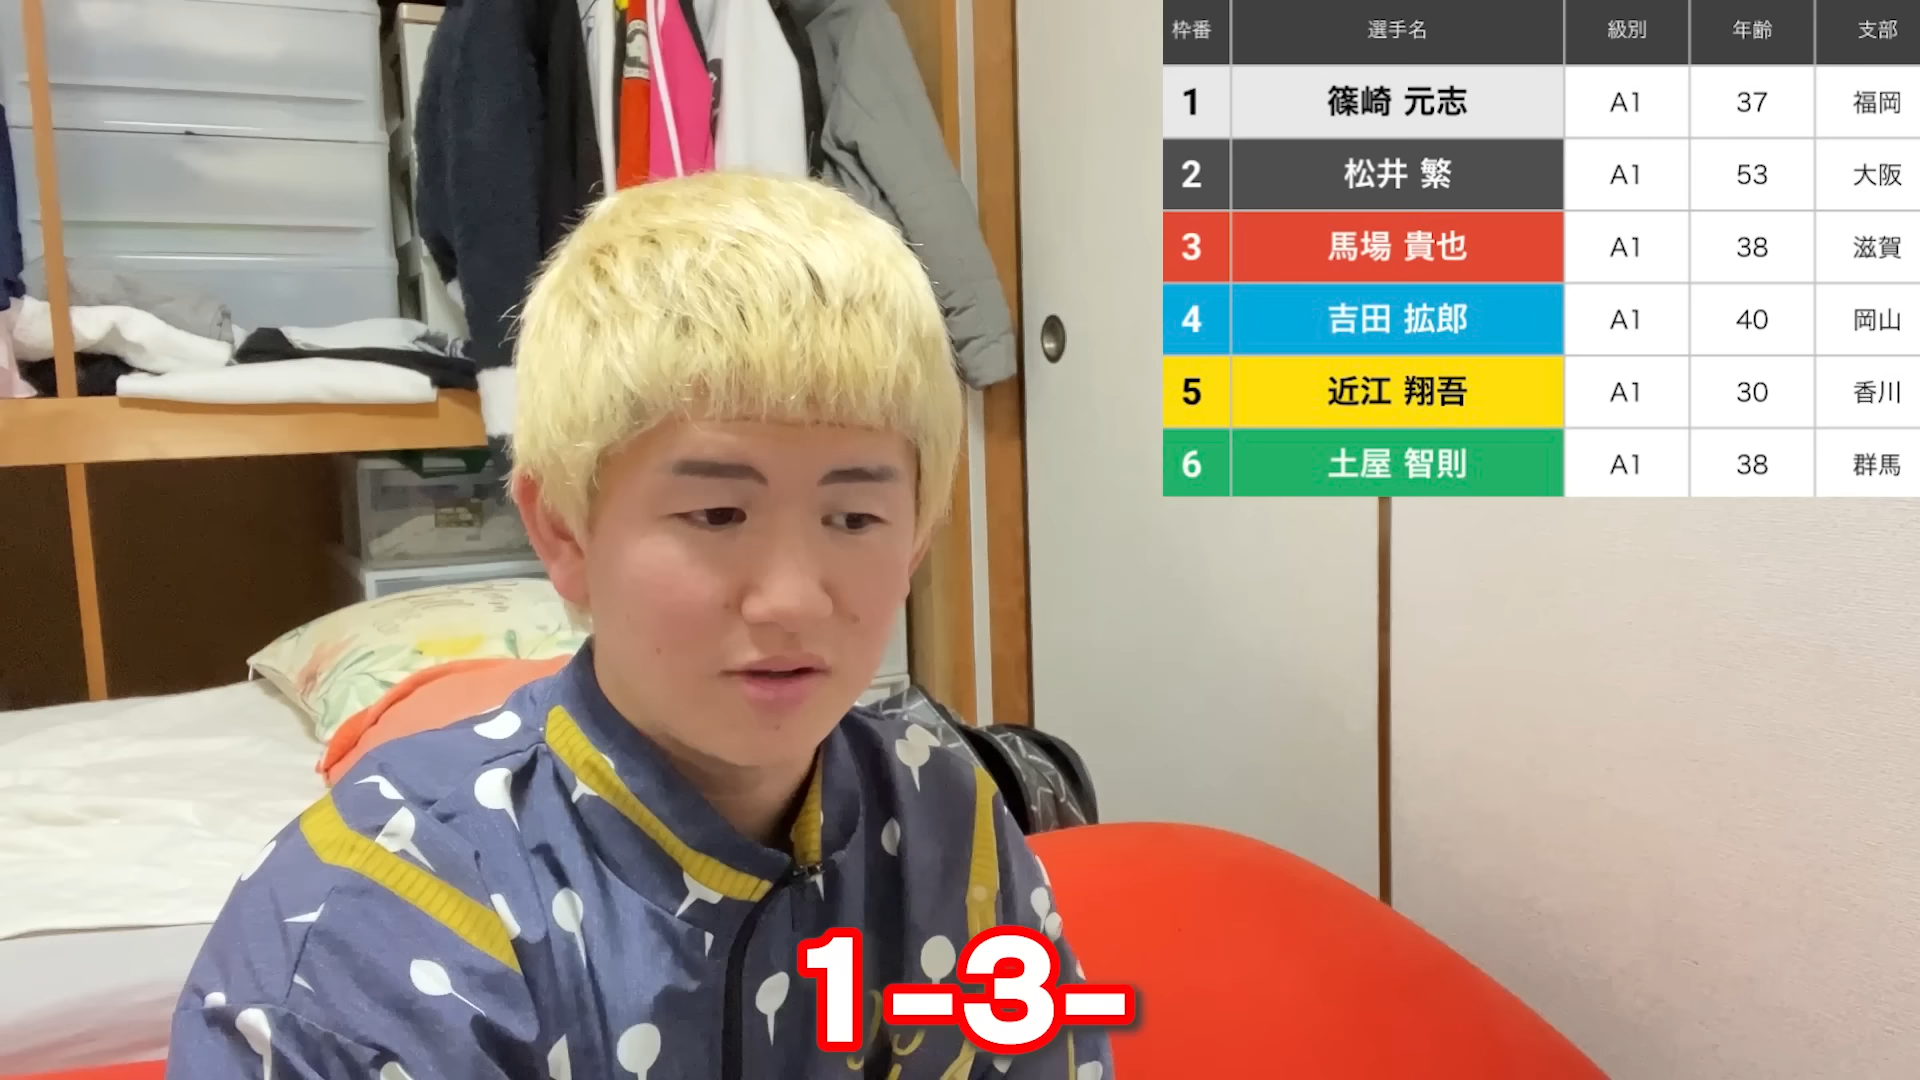 枠番 選手名 級別 年齢 支部
1 篠崎 元志 A1 37 福岡
2 松井 繁 A1 53 大阪
3 馬場 貴也 A1 38 滋賀
4 吉田 拡郎 A1 40 岡山
5 近江 翔吾 A1 30 香川
6 土屋 智則 A1 38 群馬
1-3-